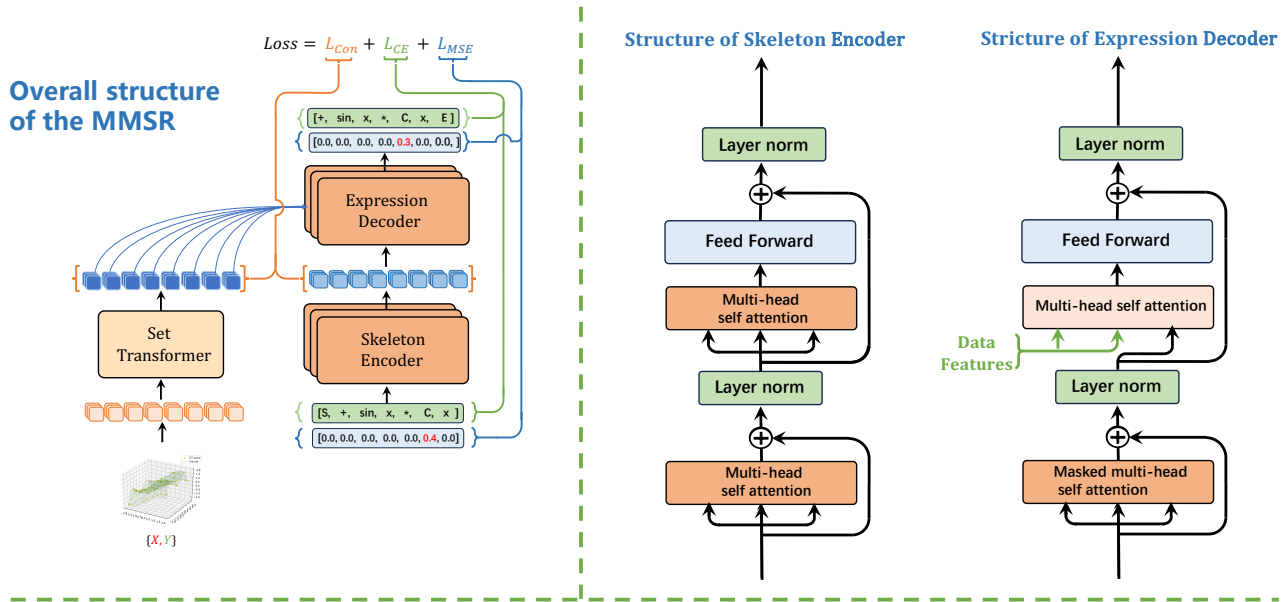 Overall structure
of the MMSR
Loss = L_Con + L_CE + L_MSE
[+, sin, x, *, C, x, E]
[0.0, 0.0, 0.0, 0.0, 0.3, 0.0, 0.0, ]
Expression
Decoder
Set
Transformer
Skeleton
Encoder
[S, +, sin, x, *, C, x ]
[0.0, 0.0, 0.0, 0.0, 0.0, 0.4, 0.0]
{X, Y}
Structure of Skeleton Encoder
Layer norm
Feed Forward
Multi-head
self attention
Layer norm
Multi-head
self attention
Stricture of Expression Decoder
Layer norm
Feed Forward
Multi-head self attention
Data
Features
Layer norm
Masked multi-head
self attention